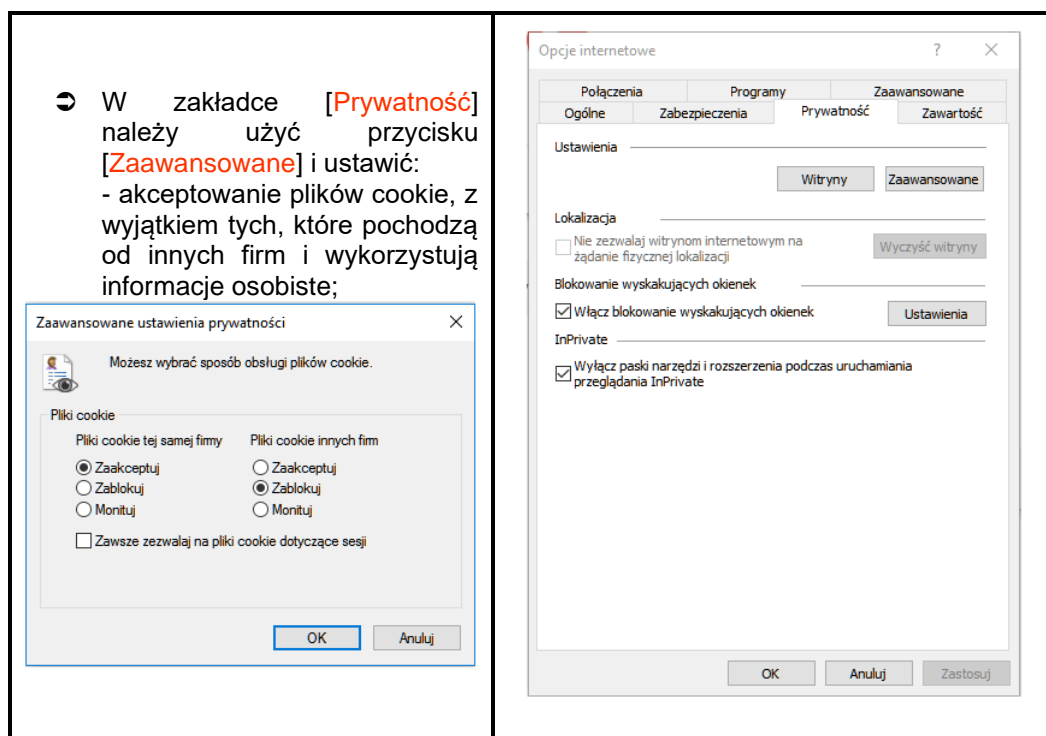 ➲ W zakładce [Prywatność]
należy użyć przycisku
[Zaawansowane] i ustawić:
- akceptowanie plików cookie, z
wyjątkiem tych, które pochodzą
od innych firm i wykorzystują
informacje osobiste;
Zaawansowane ustawienia prywatności
Możesz wybrać sposób obsługi plików cookie.
Pliki cookie
Pliki cookie tej samej firmy Pliki cookie innych firm
Zaakceptuj Zaakceptuj
Zablokuj Zablokuj
Monituj Monituj
Zawsze zezwalaj na pliki cookie dotyczące sesji
OK Anuluj
Opcje internetowe ?
Połączenia Programy Zaawansowane
Ogólne Zabezpieczenia Prywatność Zawartość
Ustawienia
Witryny Zaawansowane
Lokalizacja
Nie zezwalaj witrynom internetowym na
żądanie fizycznej lokalizacji
Wyczyść witryny
Blokowanie wyskakujących okienek
Włącz blokowanie wyskakujących okienek Ustawienia
InPrivate
Wyłącz paski narzędzi i rozszerzenia podczas uruchamiania
przeglądania InPrivate
OK Anuluj Zastosuj